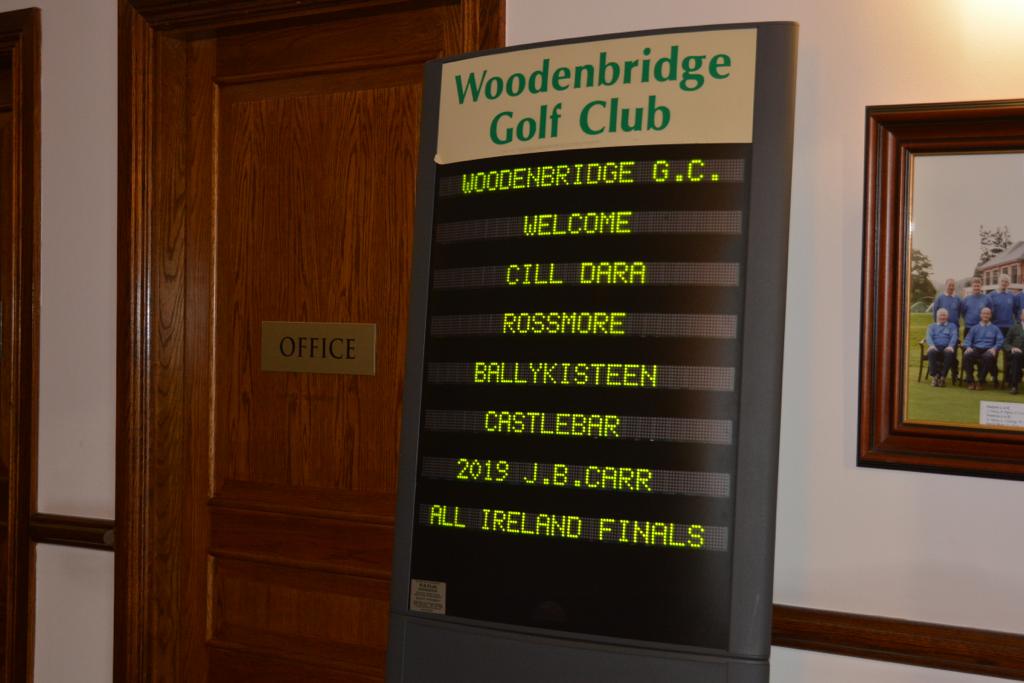 Woodenbridge
Golf Club
WOODENBRIDGE G.C.
WELCOME
CILL DARA
ROSSMORE
BALLYKISTEEN
CASTLEBAR
2019 J.B.CARR
ALL IRELAND FINALS
OFFICE